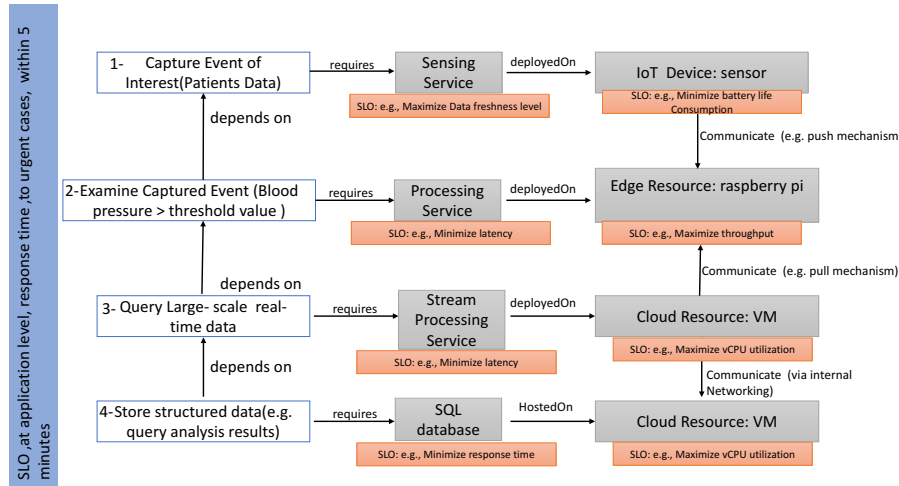 SLO ,at application level, response time ,to urgent cases, within 5
minutes
1- Capture Event of
Interest(Patients Data)
requires
Sensing
Service
SLO: e.g., Maximize Data freshness level
deployedOn
IoT Device: sensor
SLO: e.g., Minimize battery life
Consumption
depends on
Communicate (e.g. push mechanism
2-Examine Captured Event (Blood
pressure > threshold value )
requires
Processing
Service
SLO: e.g., Minimize latency
deployedOn
Edge Resource: raspberry pi
SLO: e.g., Maximize throughput
depends on
Communicate (e.g. pull mechanism)
3- Query Large- scale real-
time data
requires
Stream
Processing
Service
SLO: e.g., Minimize latency
deployedOn
Cloud Resource: VM
SLO: e.g., Maximize vCPU utilization
depends on
Communicate (via internal
Networking)
4-Store structured data(e.g.
query analysis results)
requires
SQL
database
SLO: e.g., Minimize response time
HostedOn
Cloud Resource: VM
SLO: e.g., Maximize vCPU utilization